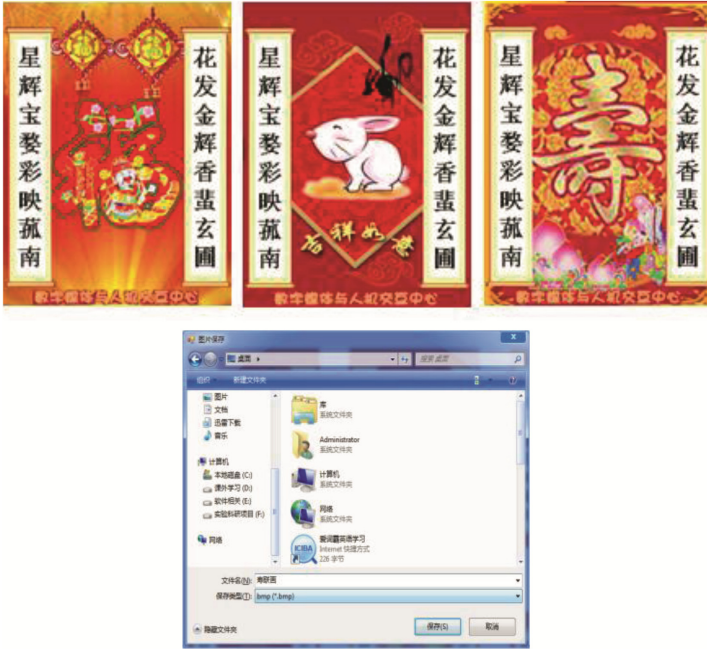 星辉宝婺彩映菰南
花发金辉香蜚玄圃
数字媒体与人机交互中心
星辉宝婺彩映菰南
花发金辉香蜚玄圃
吉祥如意
数字媒体与人机交互中心
星辉宝婺彩映菰南
花发金辉香蜚玄圃
寿
数字媒体与人机交互中心
图片保存
桌面
搜索 桌面
组织
新建文件夹
图片
文档
迅雷下载
音乐
计算机
本地磁盘 (C:)
课外学习 (D:)
软件相关 (E:)
实验科研项目 (F:)
网络
库
系统文件夹
Administrator
系统文件夹
计算机
系统文件夹
网络
系统文件夹
爱词霸英语学习
Internet 快捷方式
226 字节
ICIBA
文件名(N): 寿联画
保存类型(T): bmp (*.bmp)
隐藏文件夹
保存(S)
取消